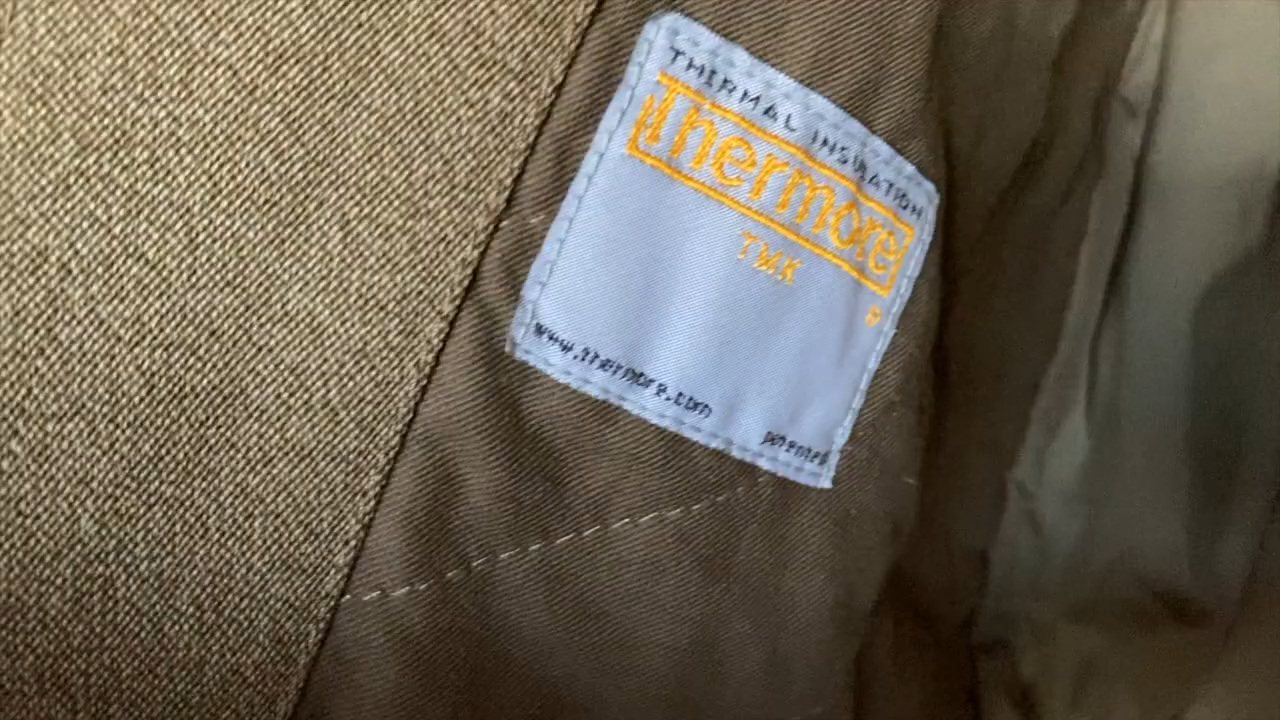 THERMAL INSULATION
Thermore
TMK
®
www.thermore.com
patented